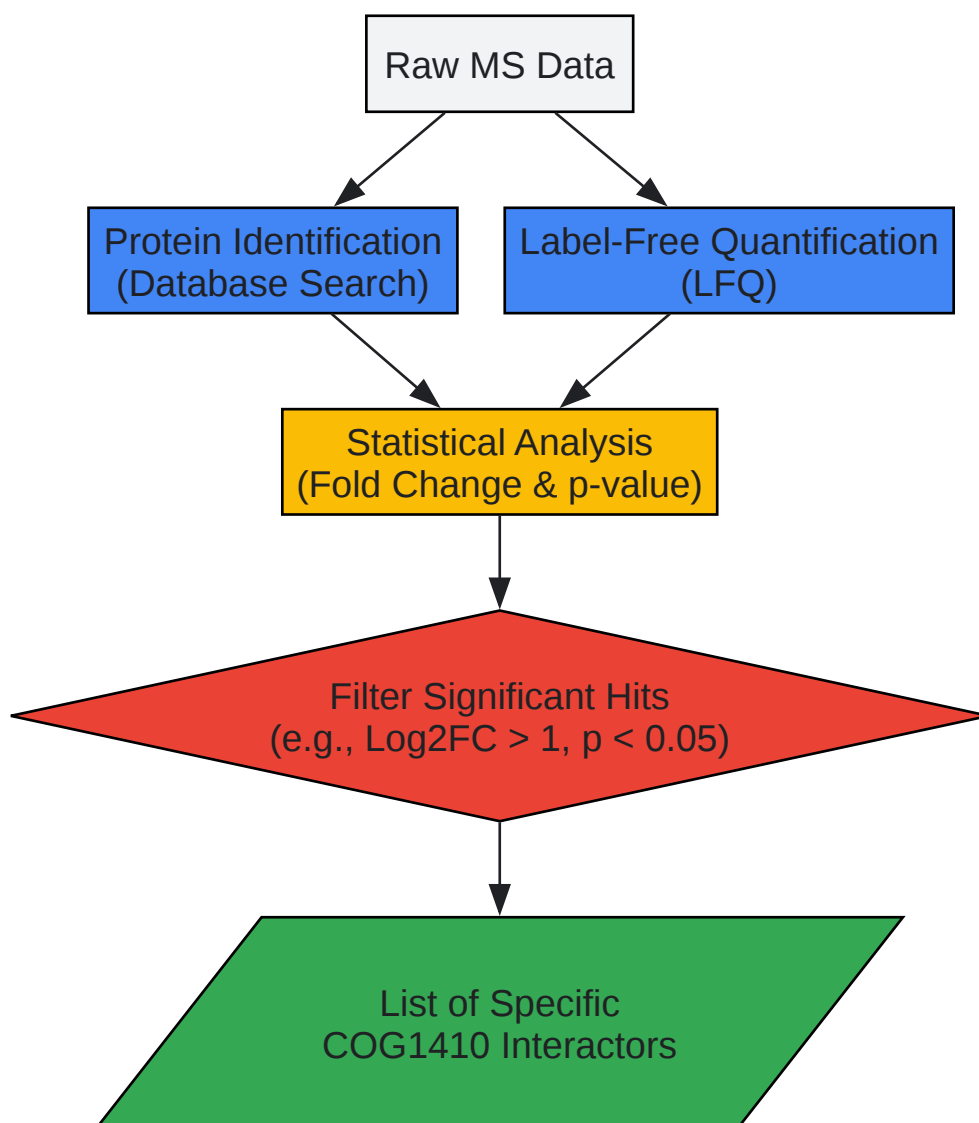 Raw MS Data
Protein Identification
(Database Search)
Label-Free Quantification
(LFQ)
Statistical Analysis
(Fold Change & p-value)
Filter Significant Hits
(e.g., Log2FC > 1, p < 0.05)
List of Specific
COG1410 Interactors